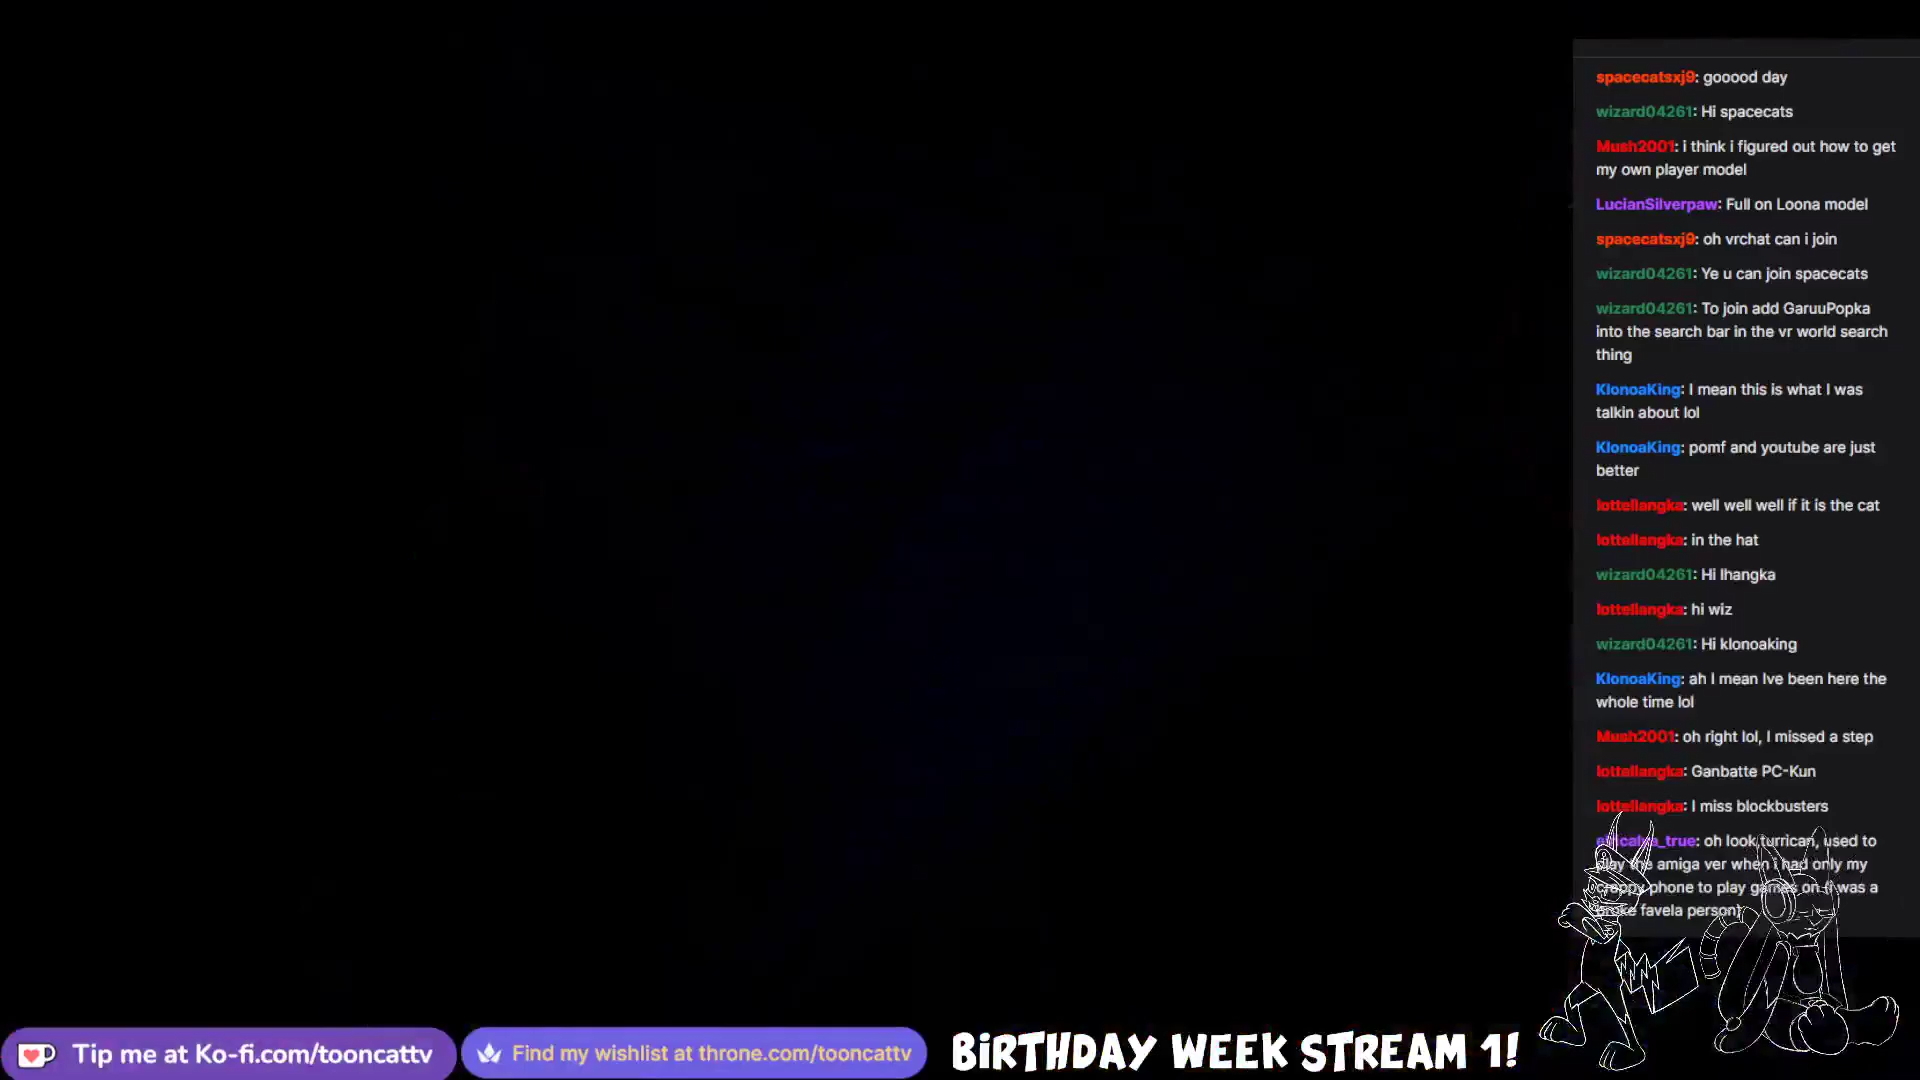 spacecatsxj9: gooood day
wizard04261: Hi spacecats
Mush2001: i think i figured out how to get
my own player model
LucianSilverpaw: Full on Loona model
spacecatsxj9: oh vrchat can i join
wizard04261: Ye u can join spacecats
wizard04261: To join add GaruuPopka
into the search bar in the vr world search
thing
KlonoaKing: I mean this is what I was
talkin about lol
KlonoaKing: pomf and youtube are just
better
lottellangka: well well well if it is the cat
lottellangka: in the hat
wizard04261: Hi lhangka
lottellangka: hi wiz
wizard04261: Hi klonoaking
KlonoaKing: ah I mean Ive been here the
whole time lol
Mush2001: oh right lol, I missed a step
lottellangka: Ganbatte PC-Kun
lottellangka: I miss blockbusters
oh look turrican, used to
play the amiga ver when i had only my
crappy phone to play games on (i was a
broke favela person)
Tip me at Ko-fi.com/tooncattv
Find my wishlist at throne.com/tooncattv
BIRTHDAY WEEK STREAM 1!